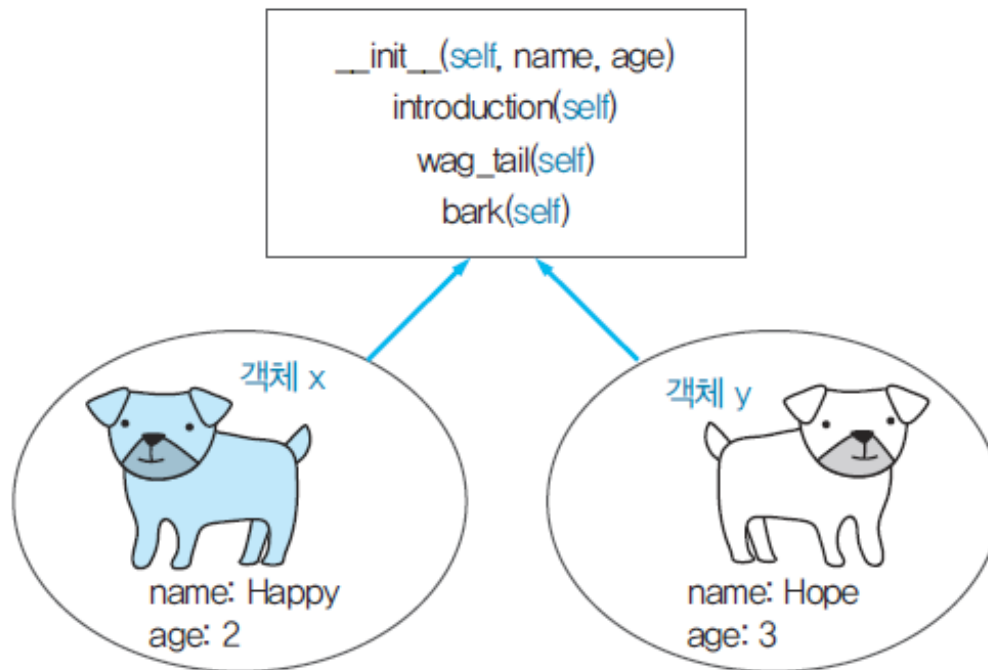 __init__(self, name, age)
introduction(self)
wag_tail(self)
bark(self)
객체 x
name: Happy
age: 2
객체 y
name: Hope
age: 3